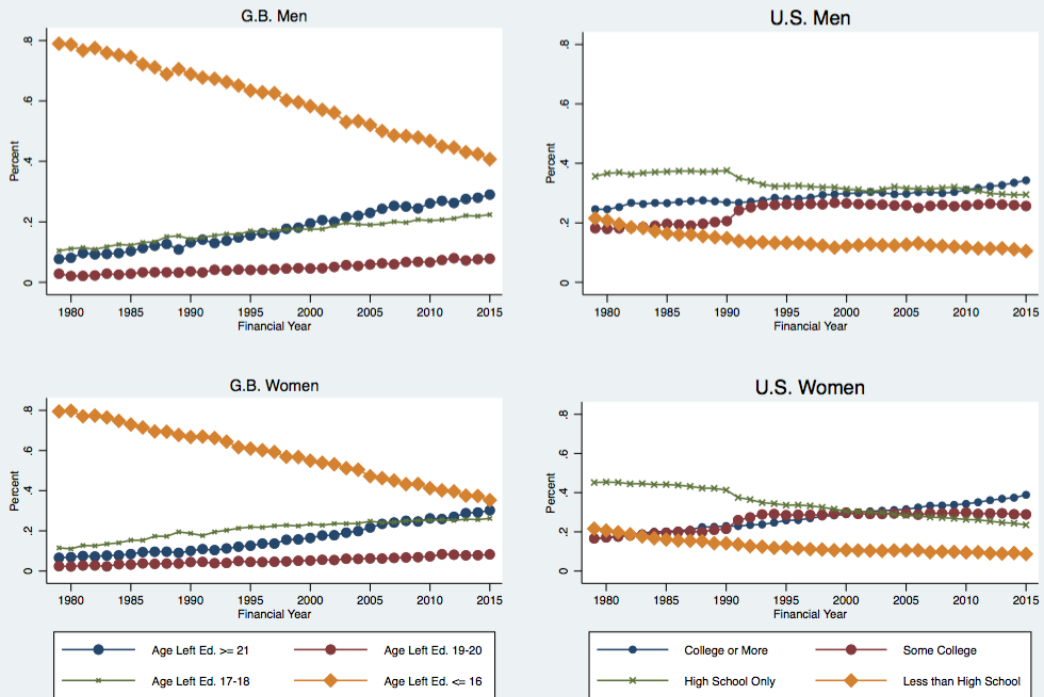 G.B. Men
Percent
0 .2 .4 .6 .8
1980 1985 1990 1995 2000 2005 2010 2015
Financial Year
U.S. Men
Percent
0 .2 .4 .6 .8
1980 1985 1990 1995 2000 2005 2010 2015
Financial Year
G.B. Women
Percent
0 .2 .4 .6 .8
1980 1985 1990 1995 2000 2005 2010 2015
Financial Year
U.S. Women
Percent
0 .2 .4 .6 .8
1980 1985 1990 1995 2000 2005 2010 2015
Financial Year
Age Left Ed. >= 21 Age Left Ed. 19-20
Age Left Ed. 17-18 Age Left Ed. <= 16
College or More Some College
High School Only Less than High School